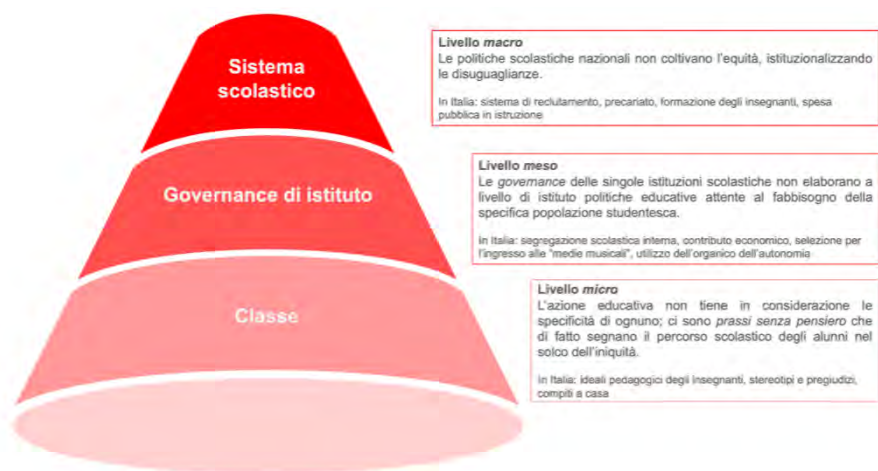 Sistema
scolastico
Governance di istituto
Classe
Livello macro
Le politiche scolastiche nazionali non coltivano l'equità, istituzionalizzando
le disuguaglianze.
In Italia: sistema di reclutamento, precariato, formazione degli insegnanti, spesa
pubblica in istruzione
Livello meso
Le governance delle singole istituzioni scolastiche non elaborano a
livello di istituto politiche educative attente al fabbisogno della
specifica popolazione studentesca.
In Italia: segregazione scolastica interna, contributo economico, selezione per
l'ingresso alle "medie musicali", utilizzo dell'organico dell'autonomia
Livello micro
L'azione educativa non tiene in considerazione le
specificità di ognuno; ci sono prassi senza pensiero che
di fatto segnano il percorso scolastico degli alunni nel
solco dell'iniquità.
In Italia: ideali pedagogici degli insegnanti, stereotipi e pregiudizi,
compiti a casa